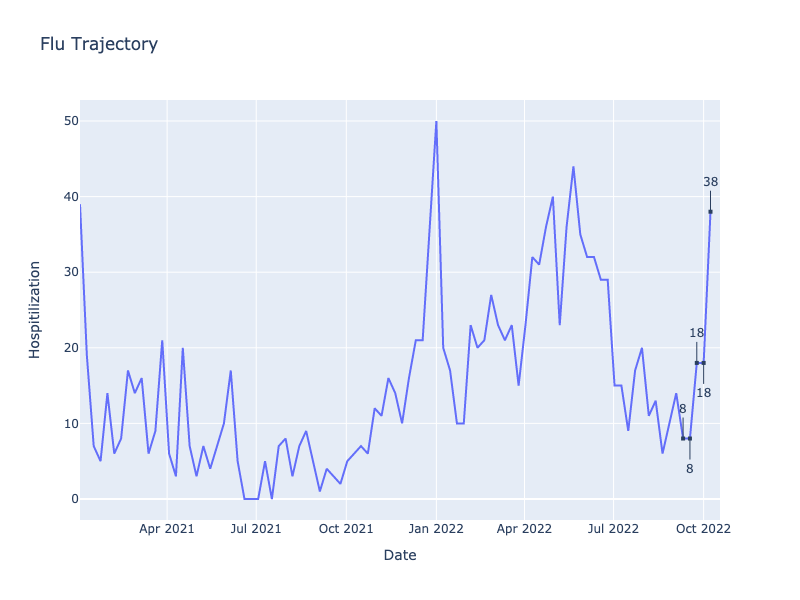 Flu Trajectory
50
40
30
20
10
0
Hospitilization
38
18
18
8
8
Apr 2021
Jul 2021
Oct 2021
Jan 2022
Apr 2022
Jul 2022
Oct 2022
Date